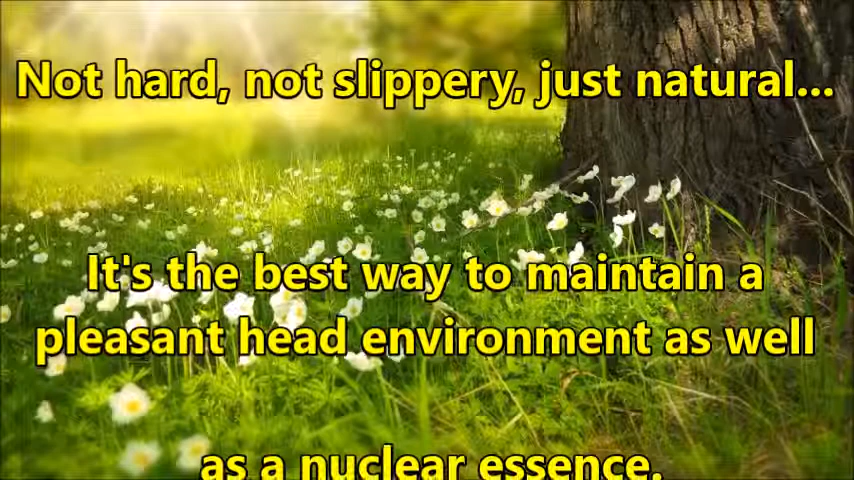 Not hard, not slippery, just natural...
It's the best way to maintain a
pleasant head environment as well
as a nuclear essence.